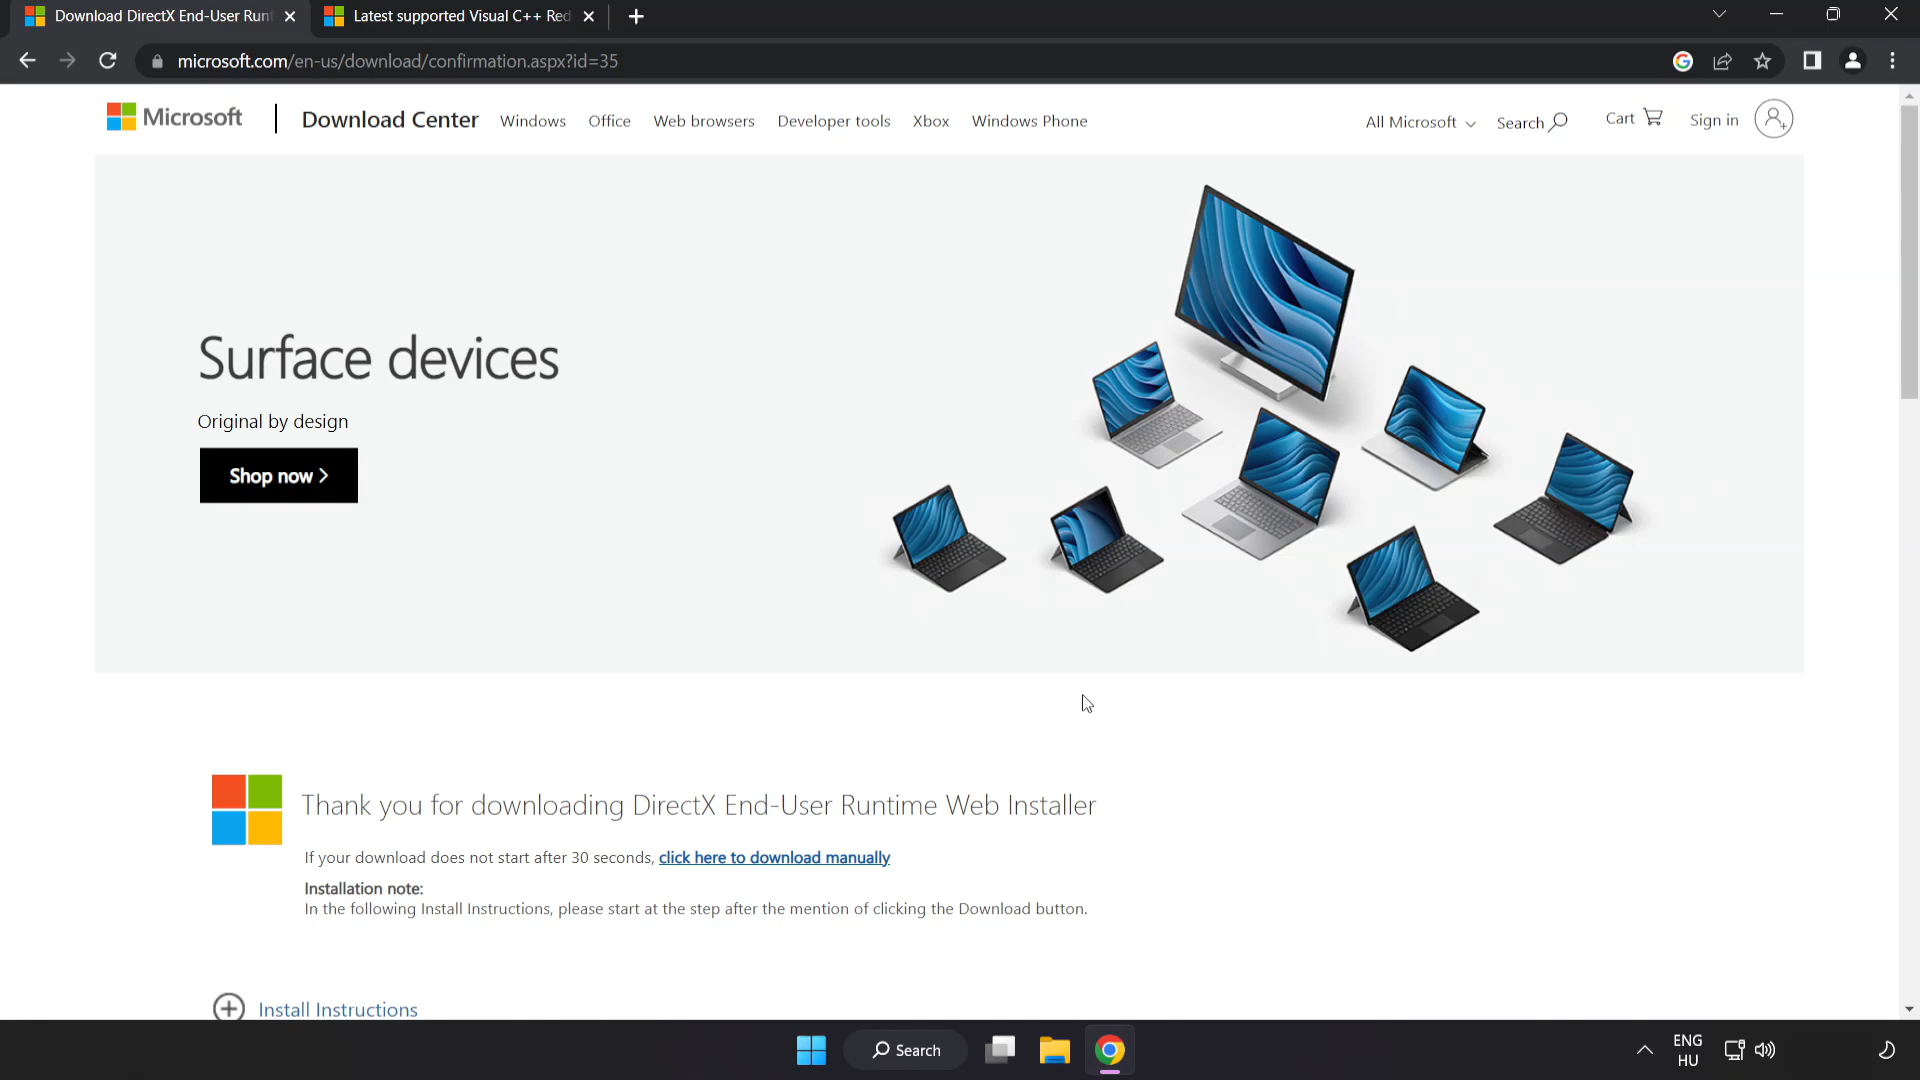 Download DirectX End-User Runt
Latest supported Visual C++ Red
microsoft.com/en-us/download/confirmation.aspx?id=35
Microsoft
Download Center
Windows
Office
Web browsers
Developer tools
Xbox
Windows Phone
All Microsoft
Search
Cart
Sign in
Surface devices
Original by design
Shop now >
Thank you for downloading DirectX End-User Runtime Web Installer
If your download does not start after 30 seconds, click here to download manually
Installation note:
In the following Install Instructions, please start at the step after the mention of clicking the Download button.
Install Instructions
Search
ENG
HU